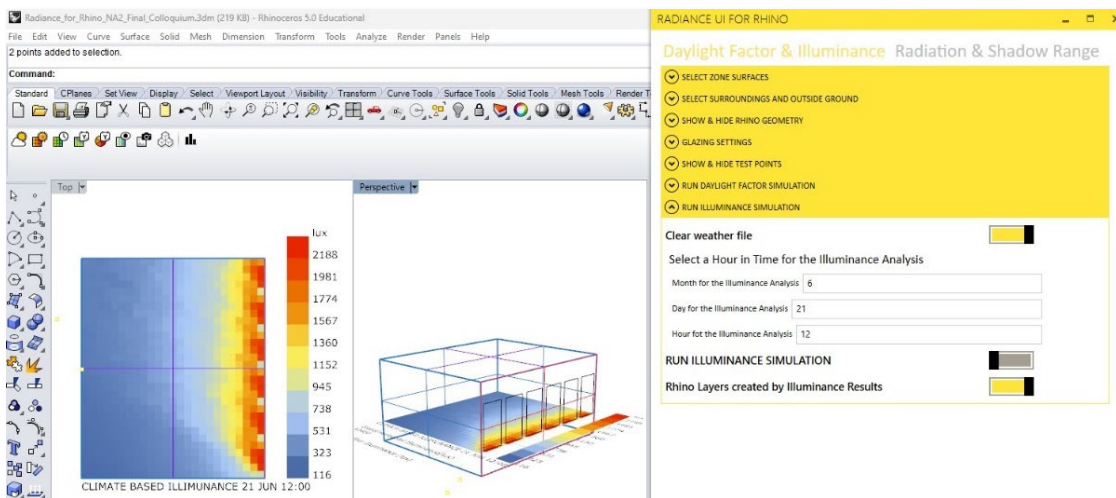 Radiance_for_Rhino_NA2_Final_Colloquium.3dm (219 KB) - Rhinoceros 5.0 Educational
File Edit View Curve Surface Solid Mesh Dimension Transform Tools Analyze Render Panels Help
2 points added to selection.
Command:
Standard CPlanes Set View Display Select Viewport Layout Visibility Transform Curve Tools Surface Tools Solid Tools Mesh Tools Render T
Top
Perspective
lux
2188
1981
1774
1567
1360
1152
945
738
531
323
116
CLIMATE BASED ILLIMUNANCE 21 JUN 12:00
RADIANCE UI FOR RHINO
Daylight Factor & Illuminance Radiation & Shadow Range
SELECT ZONE SURFACES
SELECT SURROUNDINGS AND OUTSIDE GROUND
SHOW & HIDE RHINO GEOMETRY
GLAZING SETTINGS
SHOW & HIDE TEST POINTS
RUN DAYLIGHT FACTOR SIMULATION
RUN ILLUMINANCE SIMULATION
Clear weather file
Select a Hour in Time for the Illuminance Analysis
Month for the Illuminance Analysis 6
Day for the Illuminance Analysis 21
Hour fot the Illuminance Analysis 12
RUN ILLUMINANCE SIMULATION
Rhino Layers created by Illuminance Results